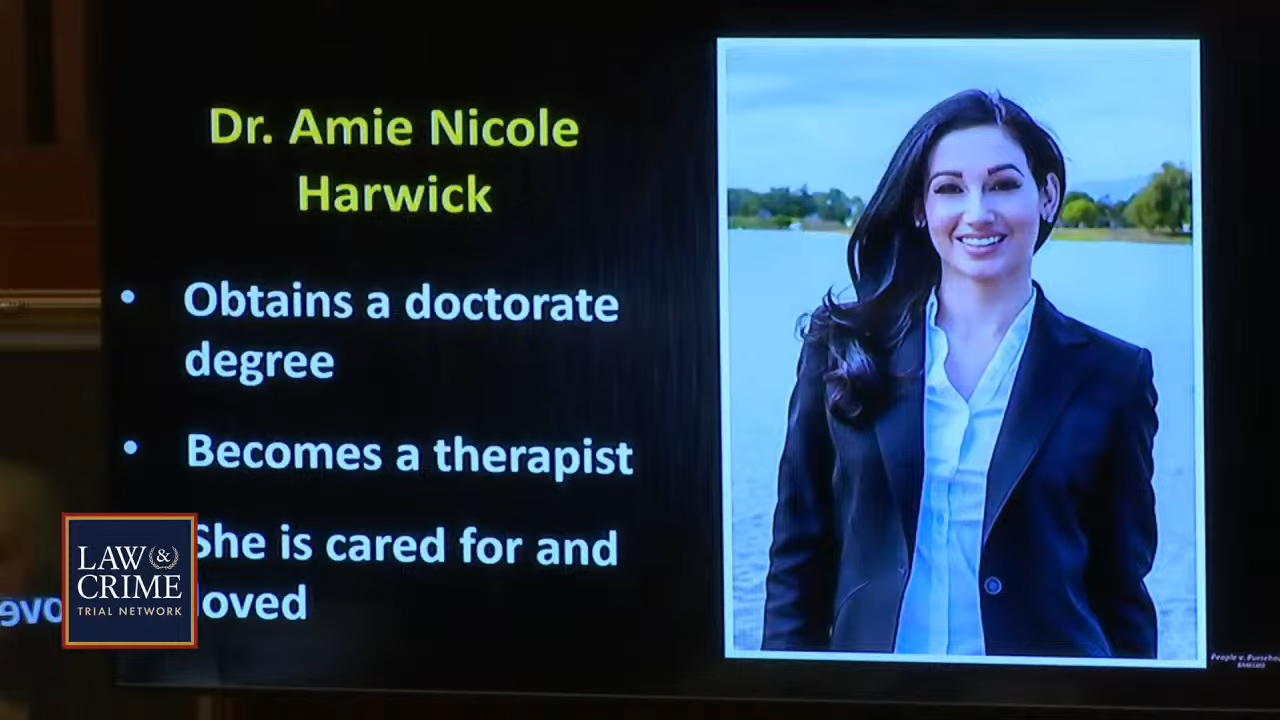 Dr. Amie Nicole
Harwick
• Obtains a doctorate
degree
• Becomes a therapist
She is cared for and
loved
LAW &
CRIME
TRIAL NETWORK
People v.